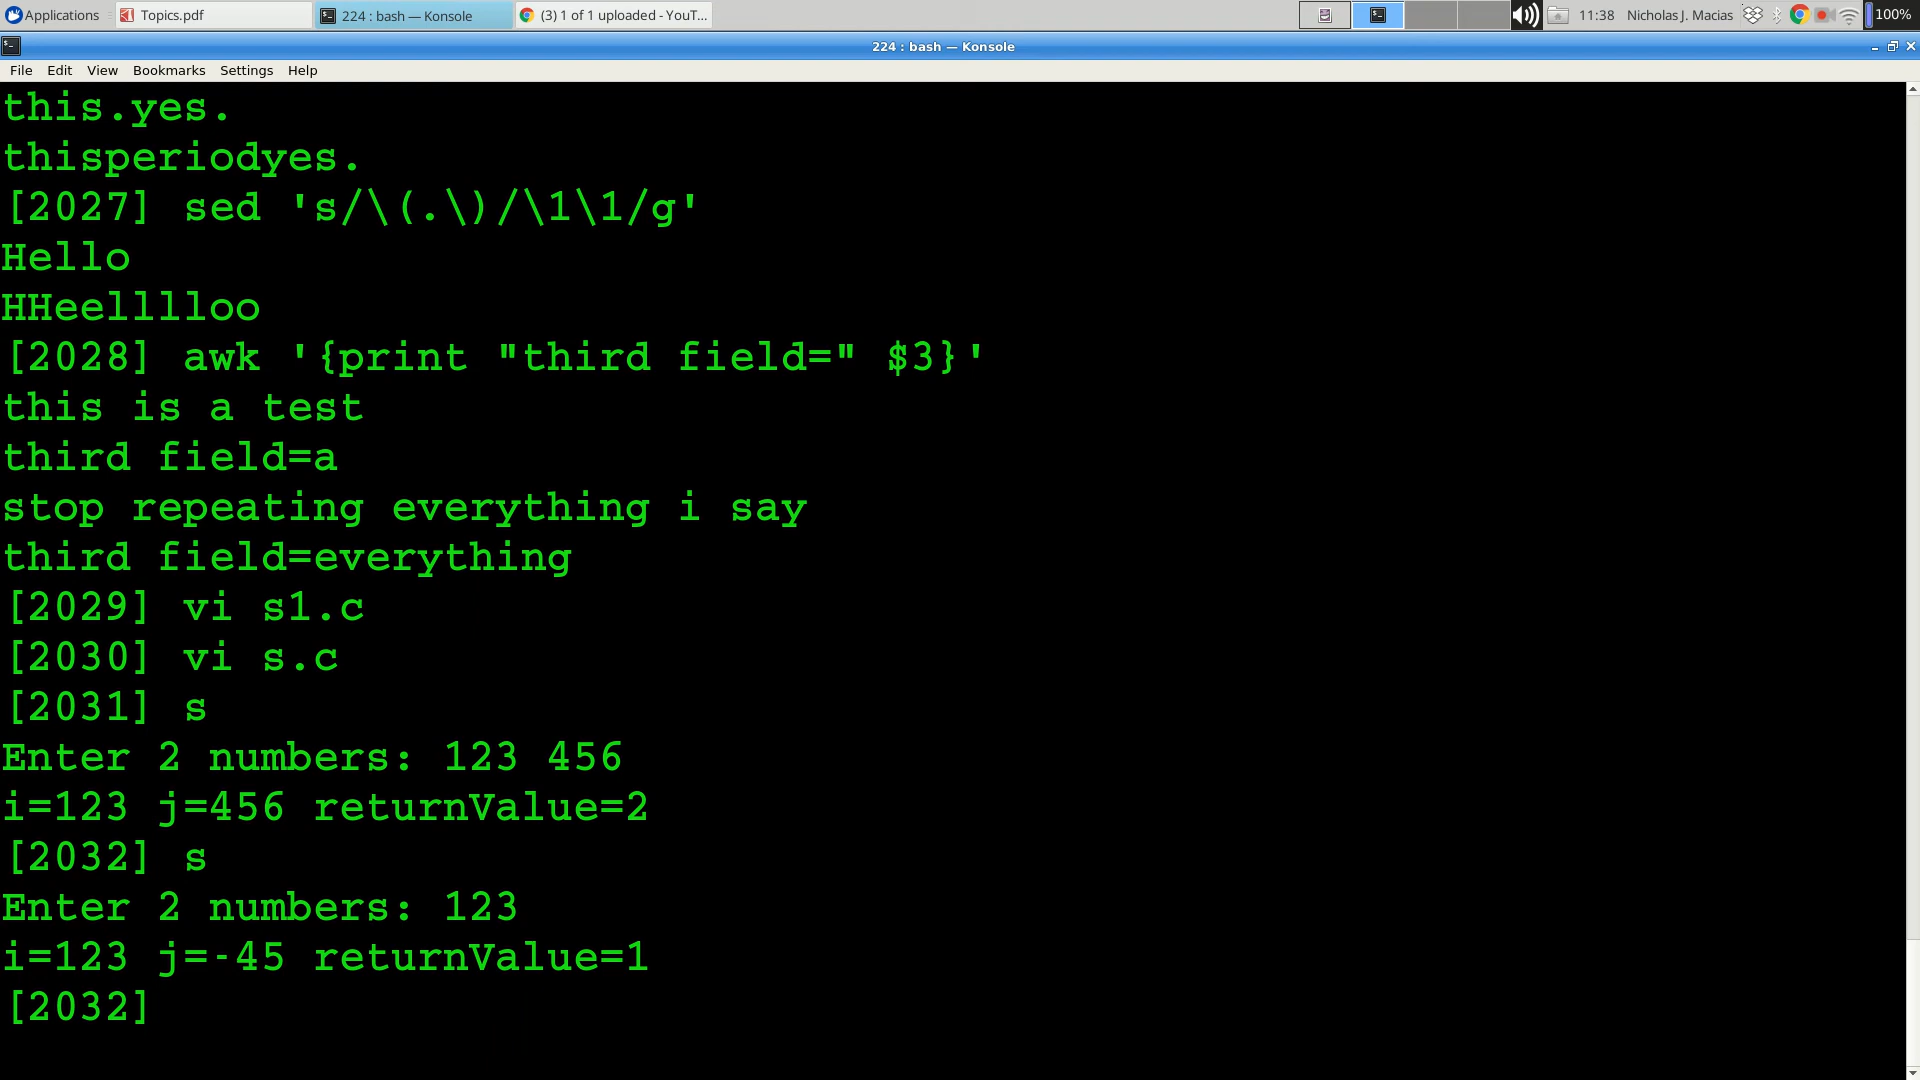 Applications
Topics.pdf
224 : bash — Konsole
(3) 1 of 1 uploaded - YouT...
11:38
Nicholas J. Macias
100%
224 : bash — Konsole
File Edit View Bookmarks Settings Help
this.yes.
thisperiodyes.
[2027] sed 's/\(.\)/\1\1/g'
Hello
HHeelllloo
[2028] awk '{print "third field=" $3}'
this is a test
third field=a
stop repeating everything i say
third field=everything
[2029] vi s1.c
[2030] vi s.c
[2031] s
Enter 2 numbers: 123 456
i=123 j=456 returnValue=2
[2032] s
Enter 2 numbers: 123
i=123 j=-45 returnValue=1
[2032]